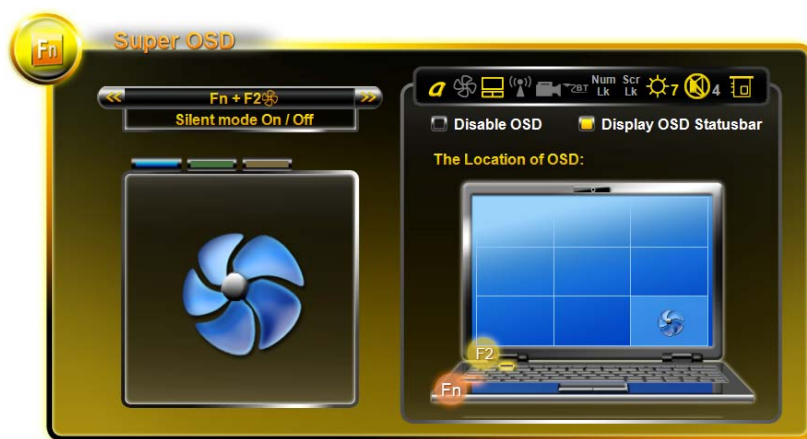 Fn
Super OSD
Fn + F2
Silent mode On / Off
a
2BT
Num Lk
Scr Lk
7
4
Disable OSD
Display OSD Statusbar
The Location of OSD:
F2
Fn